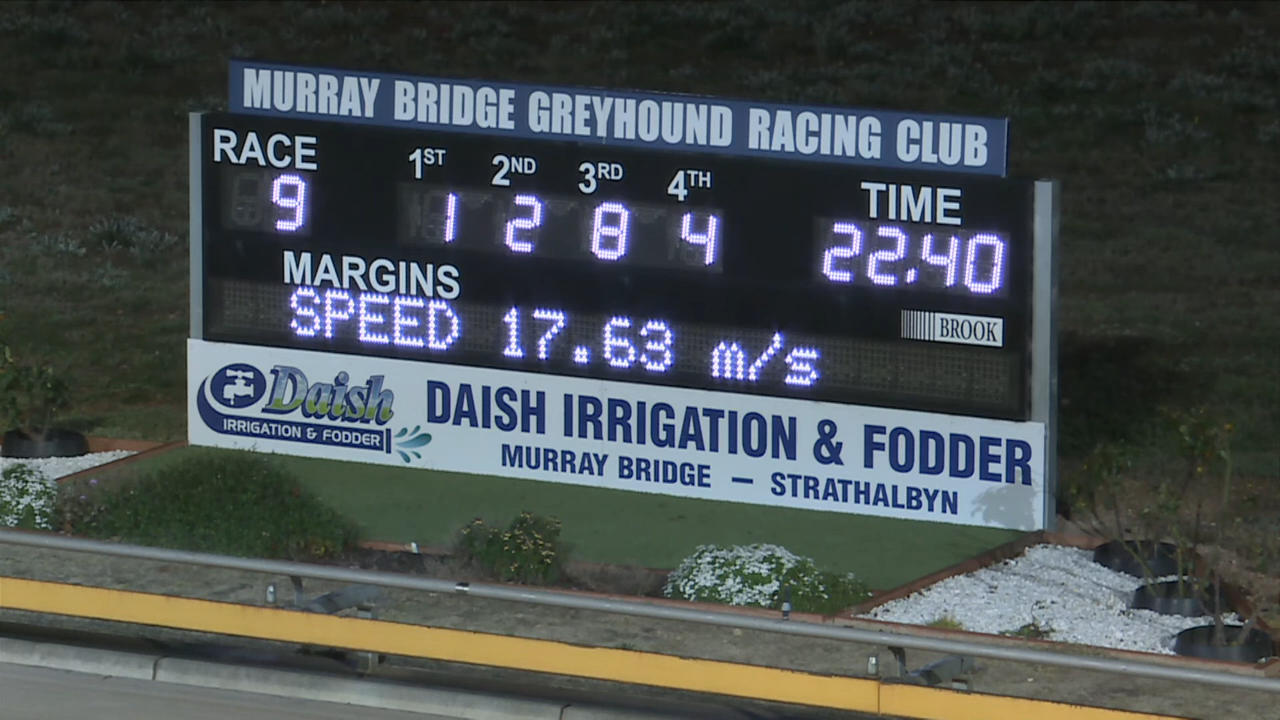 MURRAY BRIDGE GREYHOUND RACING CLUB
RACE 1ST 2ND 3RD 4TH TIME
9 1 2 8 4 22.40
MARGINS
SPEED 17.63 m/s
BROOK
Daish
IRRIGATION & FODDER
DAISH IRRIGATION & FODDER
MURRAY BRIDGE — STRATHALBYN